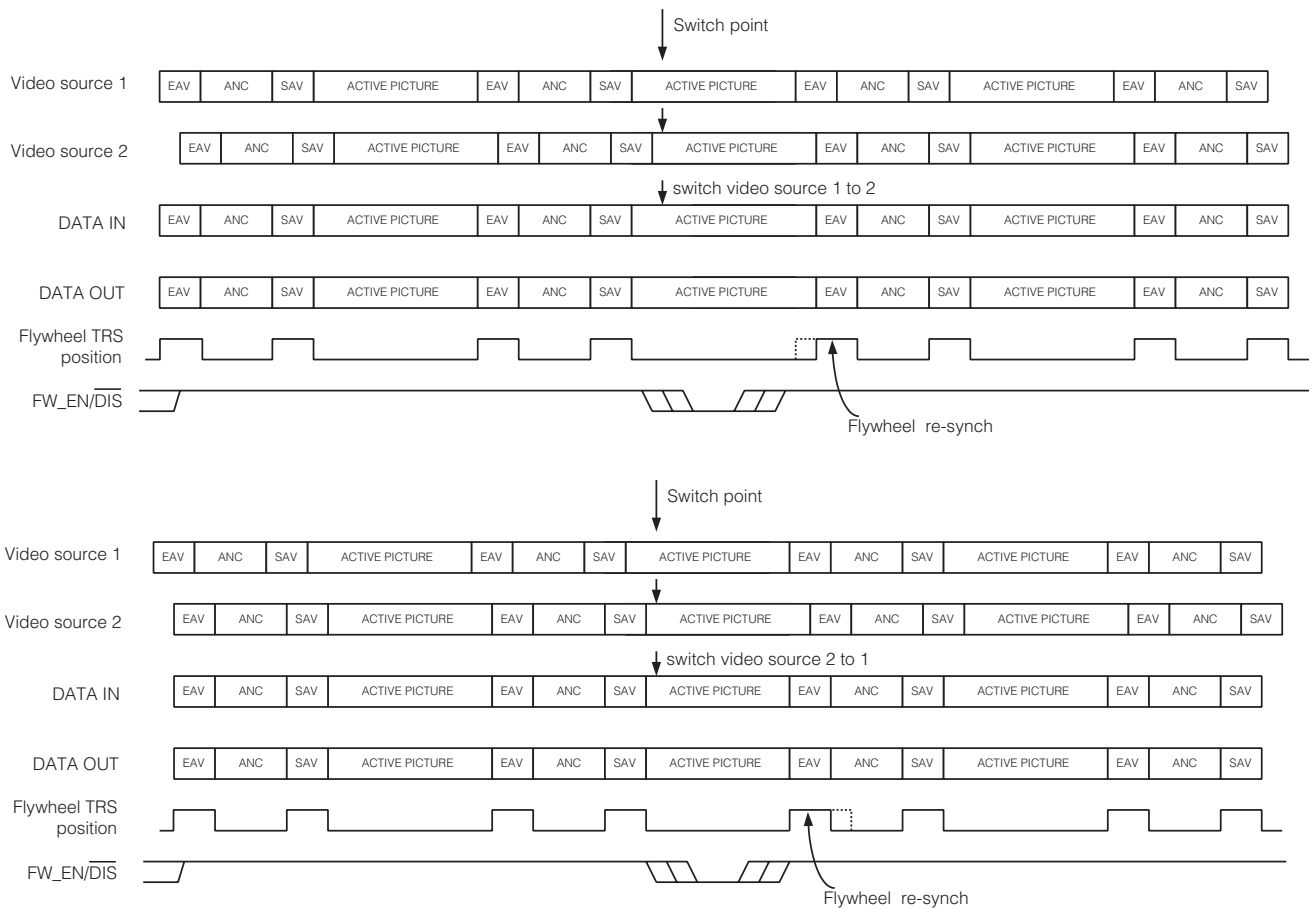 Switch point
Video source 1 EAV ANC SAV ACTIVE PICTURE EAV ANC SAV ACTIVE PICTURE EAV ANC SAV ACTIVE PICTURE EAV ANC SAV
Video source 2 EAV ANC SAV ACTIVE PICTURE EAV ANC SAV ACTIVE PICTURE EAV ANC SAV ACTIVE PICTURE EAV ANC SAV
switch video source 1 to 2
DATA IN EAV ANC SAV ACTIVE PICTURE EAV ANC SAV ACTIVE PICTURE EAV ANC SAV ACTIVE PICTURE EAV ANC SAV
DATA OUT EAV ANC SAV ACTIVE PICTURE EAV ANC SAV ACTIVE PICTURE EAV ANC SAV ACTIVE PICTURE EAV ANC SAV
Flywheel TRS
position
FW_EN/DIS
Flywheel re-synch
Switch point
Video source 1 EAV ANC SAV ACTIVE PICTURE EAV ANC SAV ACTIVE PICTURE EAV ANC SAV ACTIVE PICTURE EAV ANC SAV
Video source 2 EAV ANC SAV ACTIVE PICTURE EAV ANC SAV ACTIVE PICTURE EAV ANC SAV ACTIVE PICTURE EAV ANC SAV
switch video source 2 to 1
DATA IN EAV ANC SAV ACTIVE PICTURE EAV ANC SAV ACTIVE PICTURE EAV ANC SAV ACTIVE PICTURE EAV ANC SAV
DATA OUT EAV ANC SAV ACTIVE PICTURE EAV ANC SAV ACTIVE PICTURE EAV ANC SAV ACTIVE PICTURE EAV ANC SAV
Flywheel TRS
position
FW_EN/DIS
Flywheel re-synch